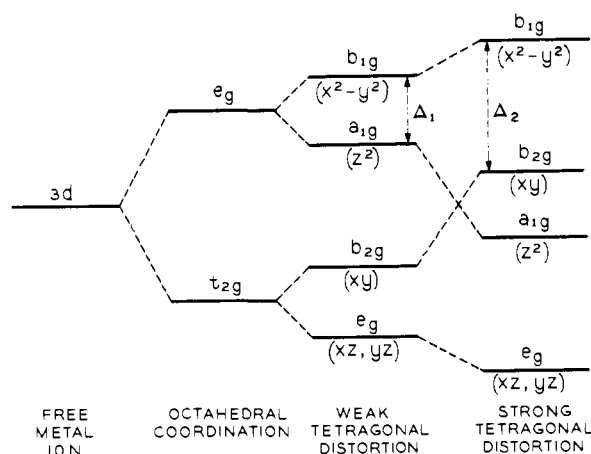 b₁g
(x²-y²)
b₁g
(x²-y²)
eg
Δ₁
Δ₂
a₁g
(z²)
b₂g
(xy)
3d
a₁g
(z²)
b₂g
(xy)
t₂g
eg
(xz, yz)
eg
(xz, yz)
FREE
METAL
ION
OCTAHEDRAL
COORDINATION
WEAK
TETRAGONAL
DISTORTION
STRONG
TETRAGONAL
DISTORTION